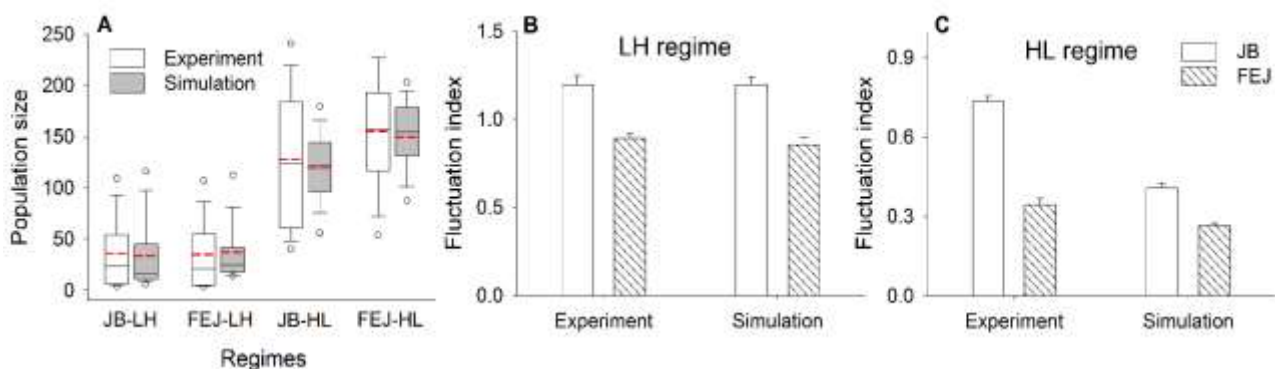 A
Population size
250
200
150
100
50
0
Experiment
Simulation
JB-LH FEJ-LH JB-HL FEJ-HL
Regimes
B
LH regime
Fluctuation index
1.5
1.0
0.5
0.0
Experiment Simulation
C
HL regime
JB
FEJ
Fluctuation index
0.9
0.6
0.3
0.0
Experiment Simulation